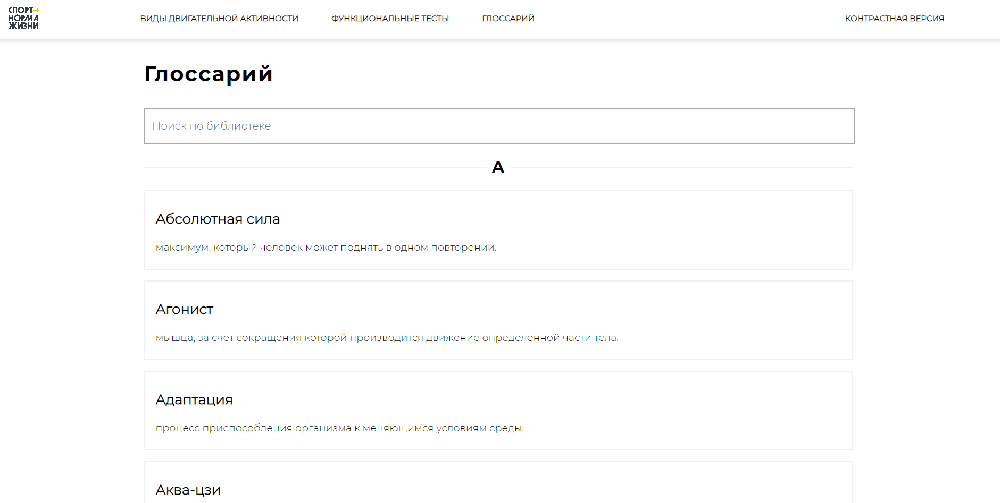 СПОРТ
НОРМА
ЖИЗНИ
ВИДЫ ДВИГАТЕЛЬНОЙ АКТИВНОСТИ
ФУНКЦИОНАЛЬНЫЕ ТЕСТЫ
ГЛОССАРИЙ
КОНТРАСТНАЯ ВЕРСИЯ
Глоссарий
Поиск по библиотеке
А
Абсолютная сила
максимум, который человек может поднять в одном повторении.
Агонист
мышца, за счет сокращения которой производится движение определенной части тела.
Адаптация
процесс приспособления организма к меняющимся условиям среды.
Аква-цзи